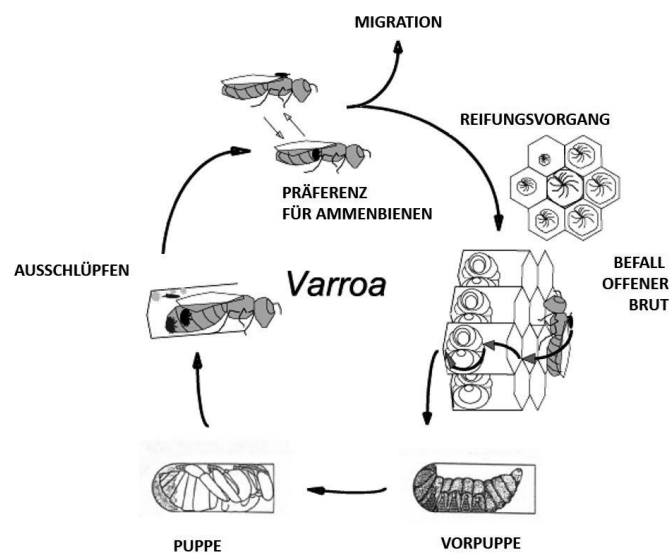 MIGRATION
REIFUNGSVORGANG
PRÄFERENZ
FÜR AMMENBIENEN
AUSSCHLÜPFEN
Varroa
BEFALL
OFFENER
BRUT
PUPPE
VORPUPPE